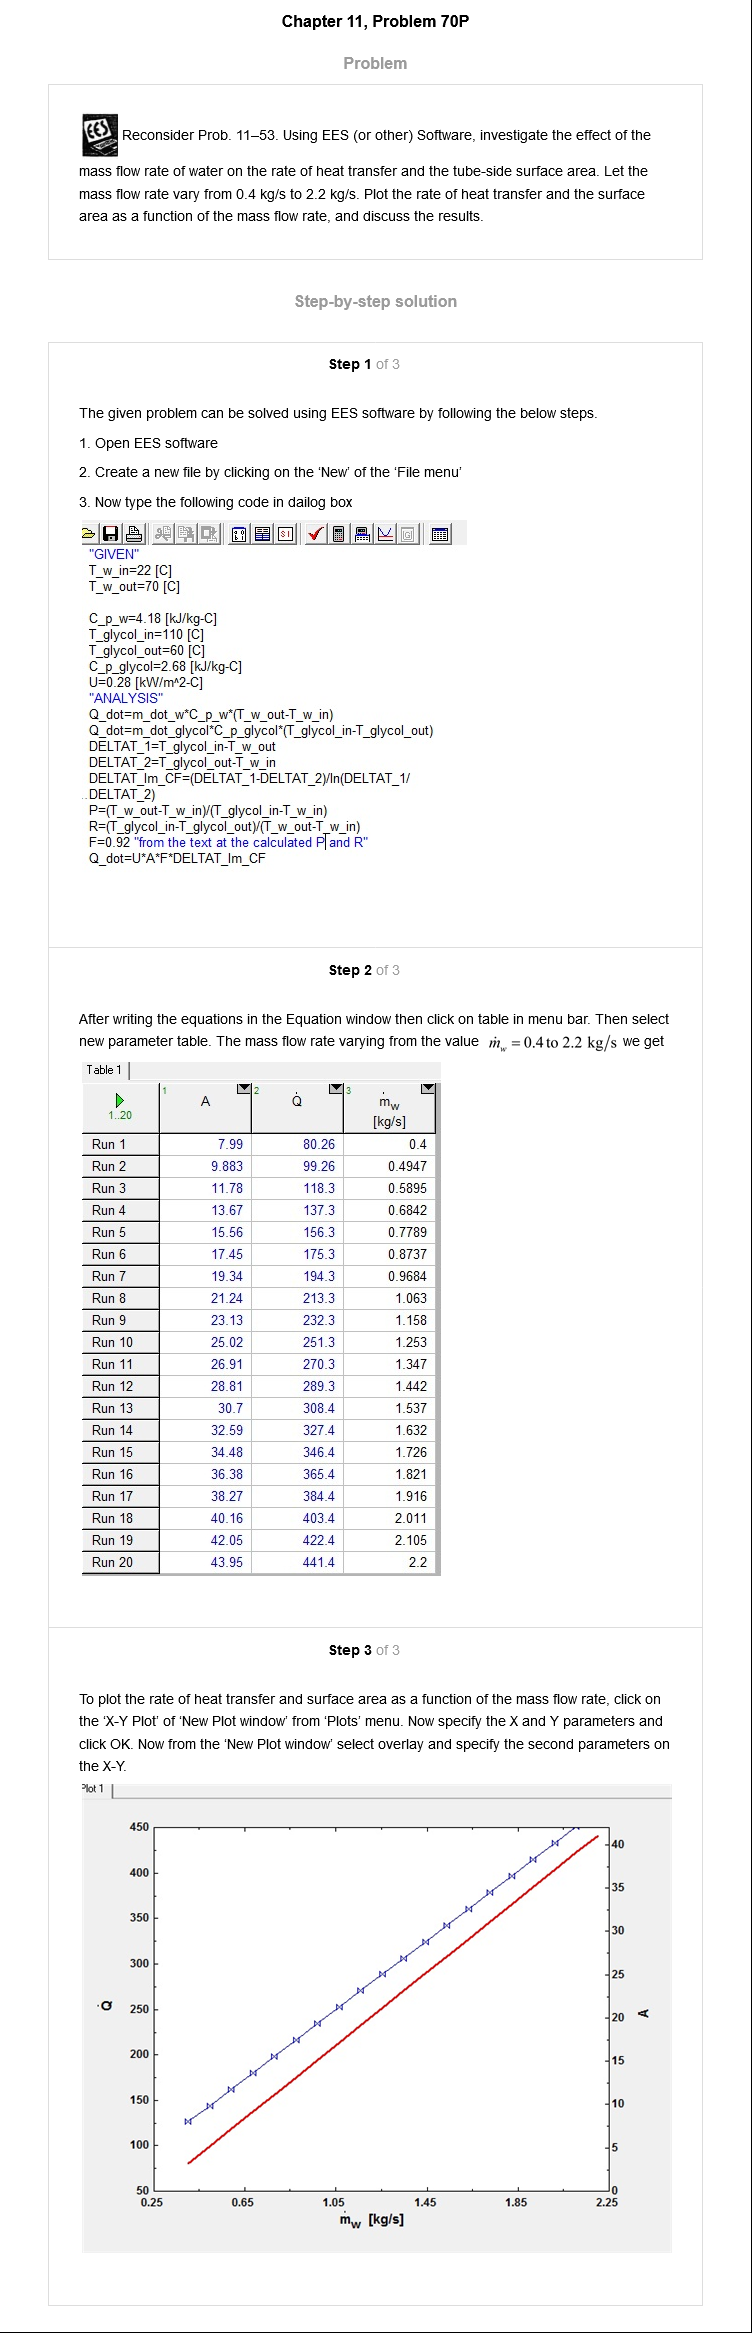 Chapter 11, Problem 70P
Problem
EES Reconsider Prob. 11–53. Using EES (or other) Software, investigate the effect of the
mass flow rate of water on the rate of heat transfer and the tube-side surface area. Let the
mass flow rate vary from 0.4 kg/s to 2.2 kg/s. Plot the rate of heat transfer and the surface
area as a function of the mass flow rate, and discuss the results.
Step-by-step solution
Step 1 of 3
The given problem can be solved using EES software by following the below steps.
1. Open EES software
2. Create a new file by clicking on the ‘New’ of the ‘File menu’
3. Now type the following code in dailog box
"GIVEN"
T_w_in=22 [C]
T_w_out=70 [C]
C_p_w=4.18 [kJ/kg-C]
T_glycol_in=110 [C]
T_glycol_out=60 [C]
C_p_glycol=2.68 [kJ/kg-C]
U=0.28 [kW/m^2-C]
"ANALYSIS"
Q_dot=m_dot_w*C_p_w*(T_w_out-T_w_in)
Q_dot=m_dot_glycol*C_p_glycol*(T_glycol_in-T_glycol_out)
DELTAT_1=T_glycol_in-T_w_out
DELTAT_2=T_glycol_out-T_w_in
DELTAT_lm_CF=(DELTAT_1-DELTAT_2)/ln(DELTAT_1/
..DELTAT_2)
P=(T_w_out-T_w_in)/(T_glycol_in-T_w_in)
R=(T_glycol_in-T_glycol_out)/(T_w_out-T_w_in)
F=0.92 "from the text at the calculated P and R"
Q_dot=U*A*F*DELTAT_lm_CF
Step 2 of 3
After writing the equations in the Equation window then click on table in menu bar. Then select
new parameter table. The mass flow rate varying from the value ṁw = 0.4 to 2.2 kg/s we get
Table 1
1..20 1 A 2 Q̇ 3 ṁw
[kg/s]
Run 1 7.99 80.26 0.4
Run 2 9.883 99.26 0.4947
Run 3 11.78 118.3 0.5895
Run 4 13.67 137.3 0.6842
Run 5 15.56 156.3 0.7789
Run 6 17.45 175.3 0.8737
Run 7 19.34 194.3 0.9684
Run 8 21.24 213.3 1.063
Run 9 23.13 232.3 1.158
Run 10 25.02 251.3 1.253
Run 11 26.91 270.3 1.347
Run 12 28.81 289.3 1.442
Run 13 30.7 308.4 1.537
Run 14 32.59 327.4 1.632
Run 15 34.48 346.4 1.726
Run 16 36.38 365.4 1.821
Run 17 38.27 384.4 1.916
Run 18 40.16 403.4 2.011
Run 19 42.05 422.4 2.105
Run 20 43.95 441.4 2.2
Step 3 of 3
To plot the rate of heat transfer and surface area as a function of the mass flow rate, click on
the ‘X-Y Plot’ of ‘New Plot window’ from ‘Plots’ menu. Now specify the X and Y parameters and
click OK. Now from the ‘New Plot window’ select overlay and specify the second parameters on
the X-Y.
Plot 1
450
40
400
35
350
30
300
25
Q̇
250
20
A
200
15
150
10
100
5
50
0
0.25 0.65 1.05 1.45 1.85 2.25
ṁw [kg/s]